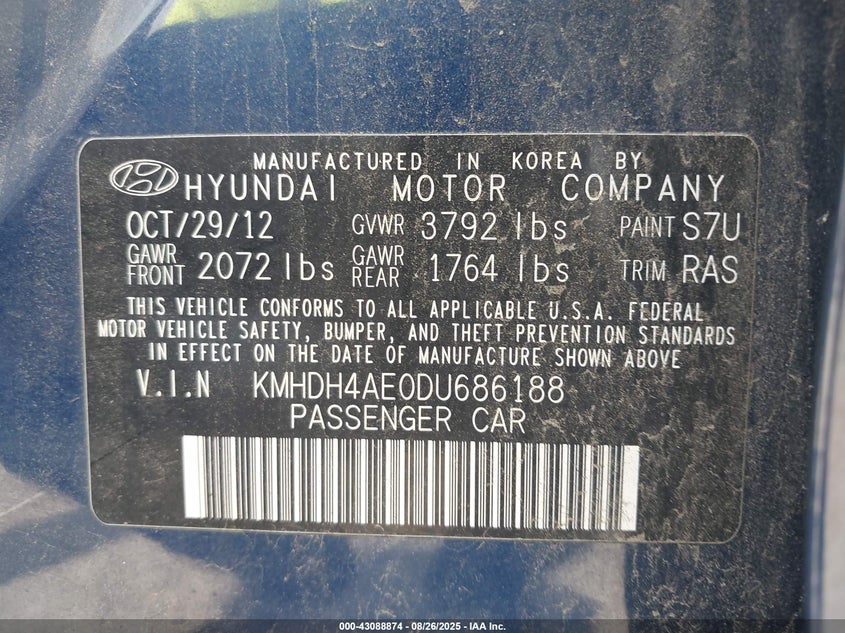 MANUFACTURED IN KOREA BY
HYUNDAI MOTOR COMPANY
OCT/29/12 GVWR 3792 lbs PAINT S7U
GAWR FRONT 2072 lbs GAWR REAR 1764 lbs TRIM RAS
THIS VEHICLE CONFORMS TO ALL APPLICABLE U.S.A. FEDERAL
MOTOR VEHICLE SAFETY, BUMPER, AND THEFT PREVENTION STANDARDS
IN EFFECT ON THE DATE OF MANUFACTURE SHOWN ABOVE
V.I.N KMHDH4AE0DU686188
PASSENGER CAR
000-43088874 - 08/26/2025 - IAA Inc.